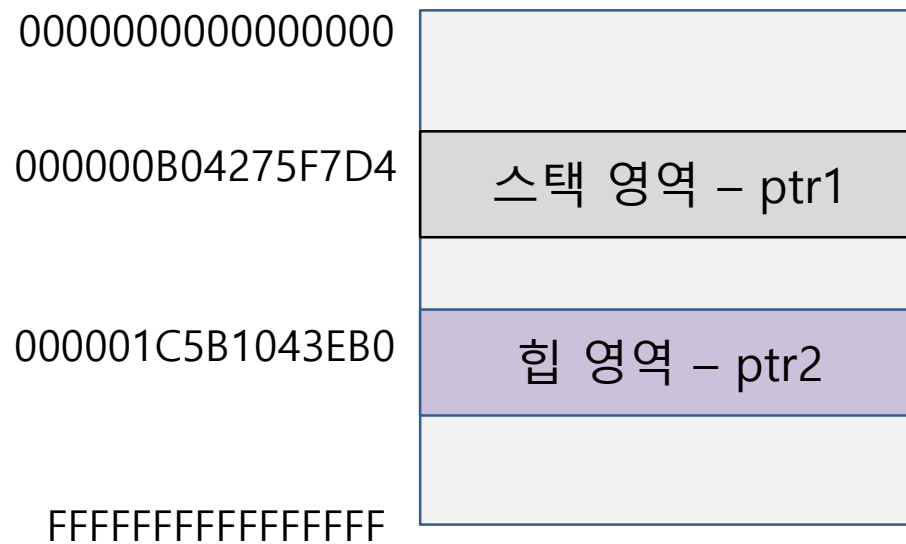 0000000000000000
000000B04275F7D4
스택 영역 – ptr1
000001C5B1043EB0
힙 영역 – ptr2
FFFFFFFFFFFFFFFF